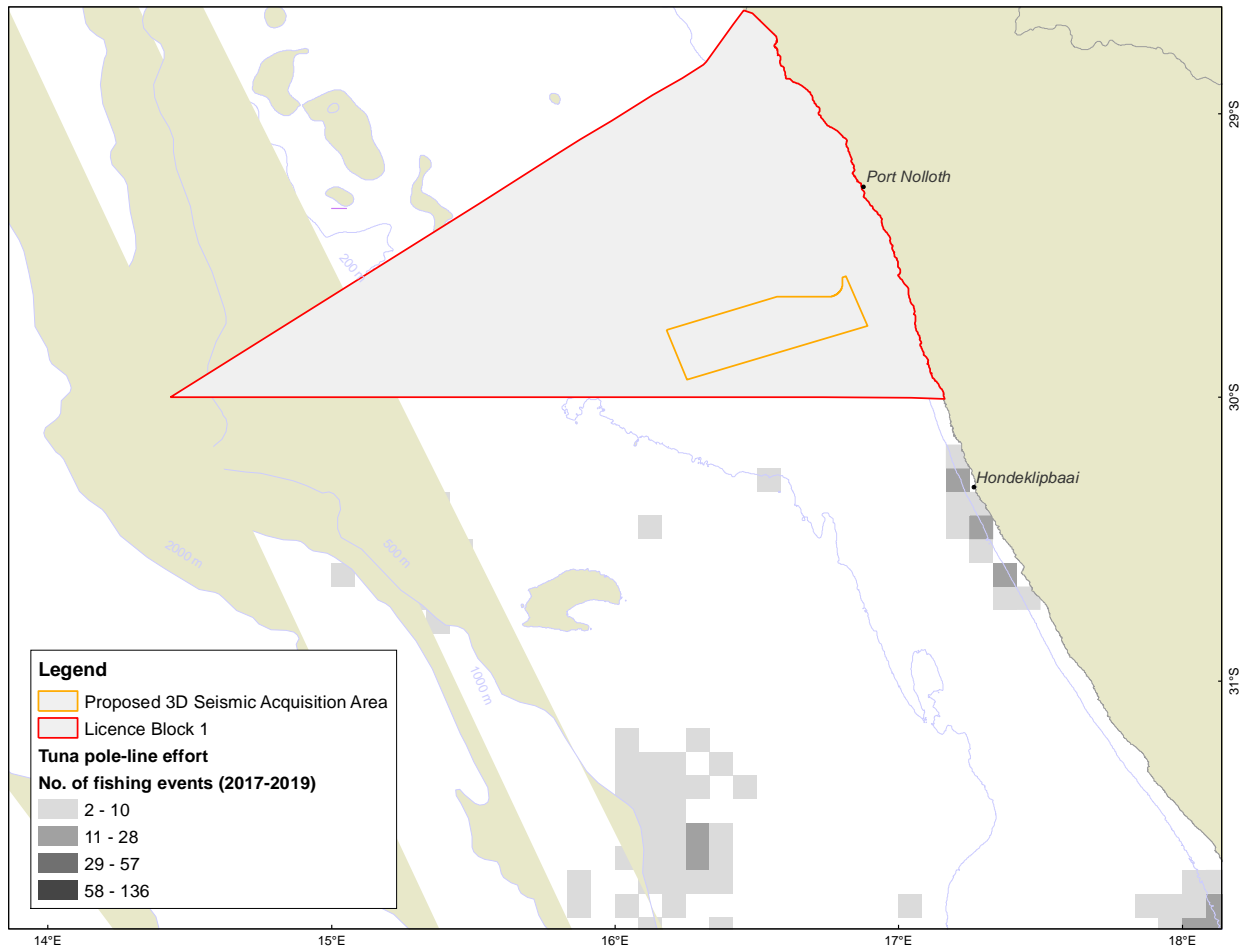 29°S
Port Nolloth
200 m
30°S
Hondeklipbaai
500 m
2000 m
1000 m
31°S
Legend
Proposed 3D Seismic Acquisition Area
Licence Block 1
Tuna pole-line effort
No. of fishing events (2017-2019)
2 - 10
11 - 28
29 - 57
58 - 136
14°E
15°E
16°E
17°E
18°E